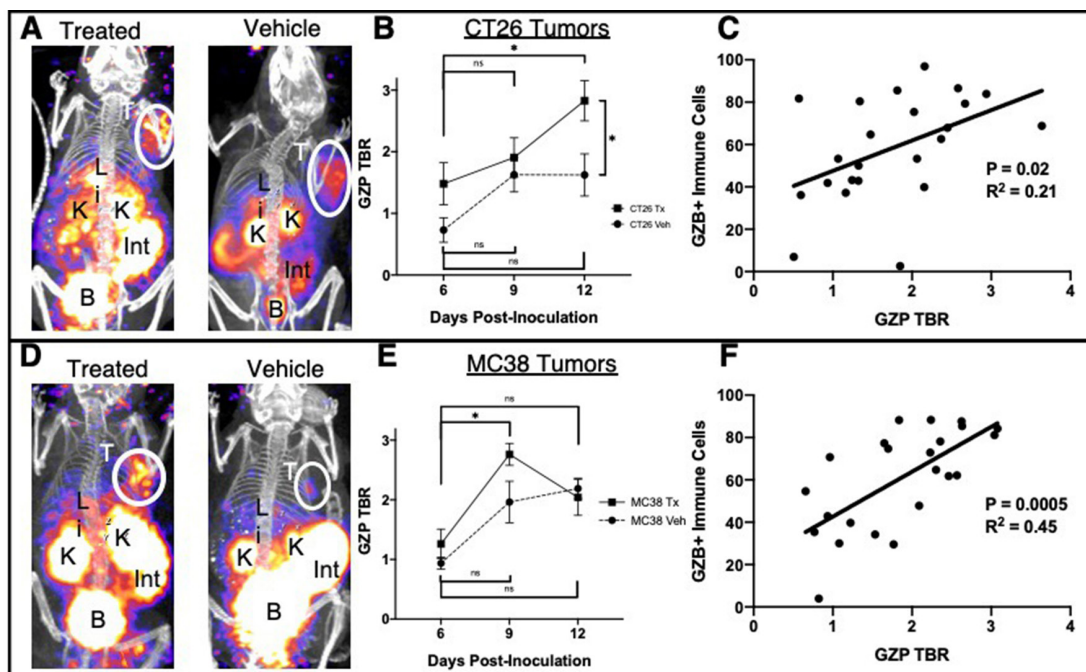 A
Treated
Vehicle
T
L
i
K
K
Int
B
T
L
i
K
K
Int
B
B
CT26 Tumors
*
ns
3
2
1
0
GZP TBR
*
CT26 Tx
CT26 Veh
ns
ns
6
9
12
Days Post-Inoculation
C
100
80
60
40
20
0
GZB+ Immune Cells
P = 0.02
R² = 0.21
0
1
2
3
4
GZP TBR
D
Treated
Vehicle
T
L
i
K
K
Int
B
T
L
i
K
K
Int
B
E
MC38 Tumors
ns
*
3
2
1
0
GZP TBR
MC38 Tx
MC38 Veh
ns
ns
6
9
12
Days Post-Inoculation
F
100
80
60
40
20
0
GZB+ Immune Cells
P = 0.0005
R² = 0.45
0
1
2
3
4
GZP TBR